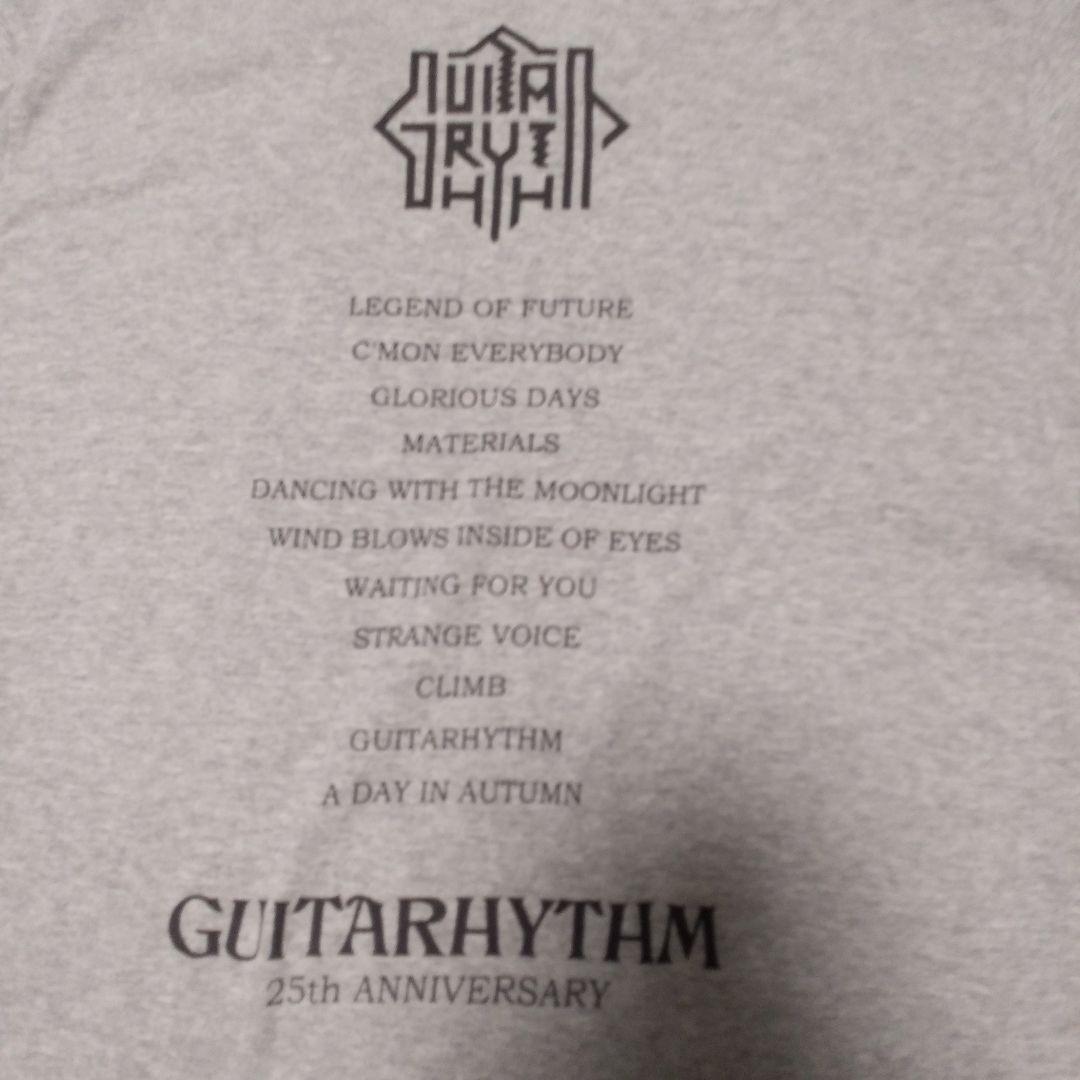 GUITARHYTHM
LEGEND OF FUTURE
C'MON EVERYBODY
GLORIOUS DAYS
MATERIALS
DANCING WITH THE MOONLIGHT
WIND BLOWS INSIDE OF EYES
WAITING FOR YOU
STRANGE VOICE
CLIMB
GUITARHYTHM
A DAY IN AUTUMN
GUITARHYTHM
25th ANNIVERSARY